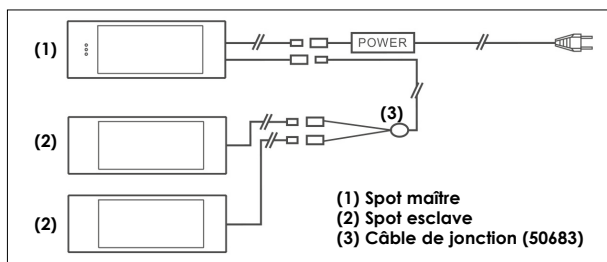 (1)
POWER
(3)
(2)
(2)
(1) Spot maître
(2) Spot esclave
(3) Câble de jonction (50683)